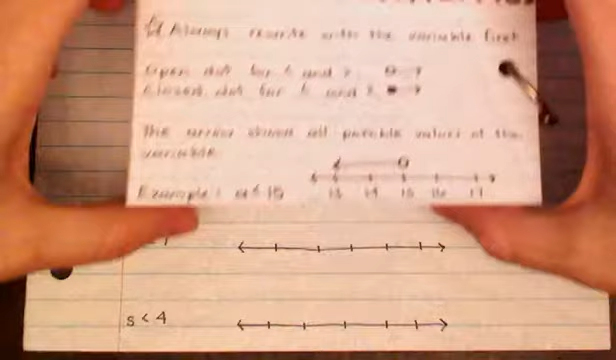 Always rewrite with the variable first
Open dot for < and >
Closed dot for ≤ and ≥
The arrow shows all possible values of the
variable
Example: a < 15
13 14 15 16 17
s < 4